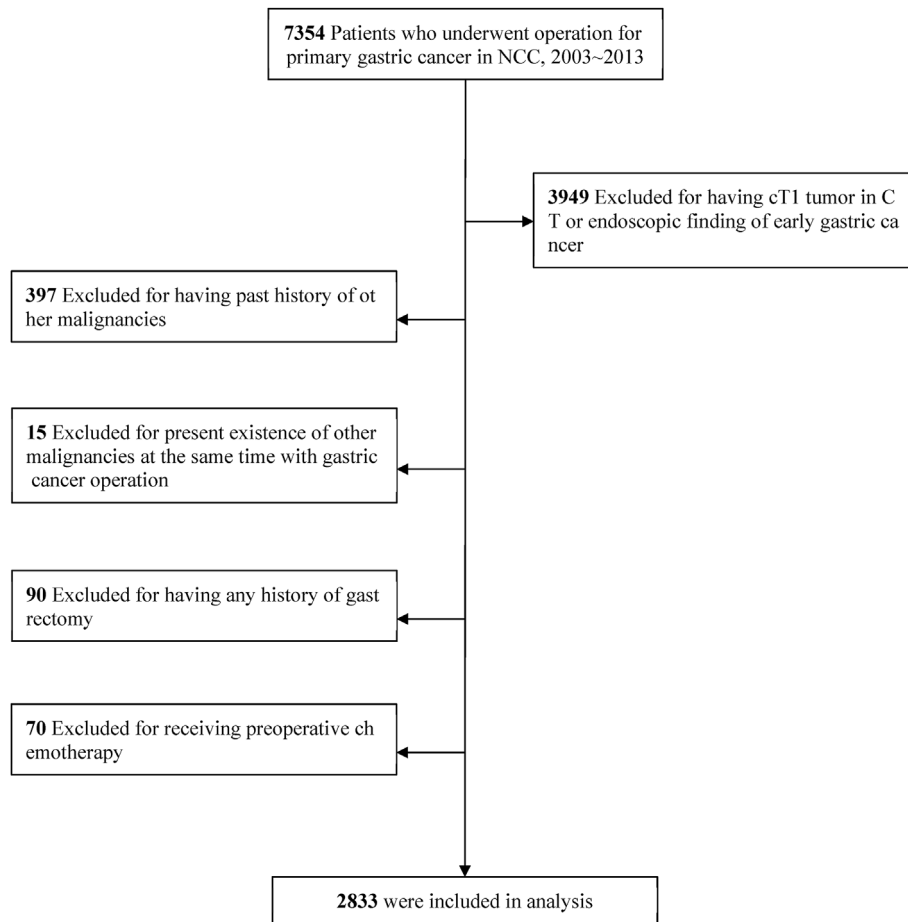 7354 Patients who underwent operation for
primary gastric cancer in NCC, 2003~2013
3949 Excluded for having cT1 tumor in C
T or endoscopic finding of early gastric ca
ncer
397 Excluded for having past history of ot
her malignancies
15 Excluded for present existence of other
malignancies at the same time with gastric
cancer operation
90 Excluded for having any history of gast
rectomy
70 Excluded for receiving preoperative ch
emotherapy
2833 were included in analysis